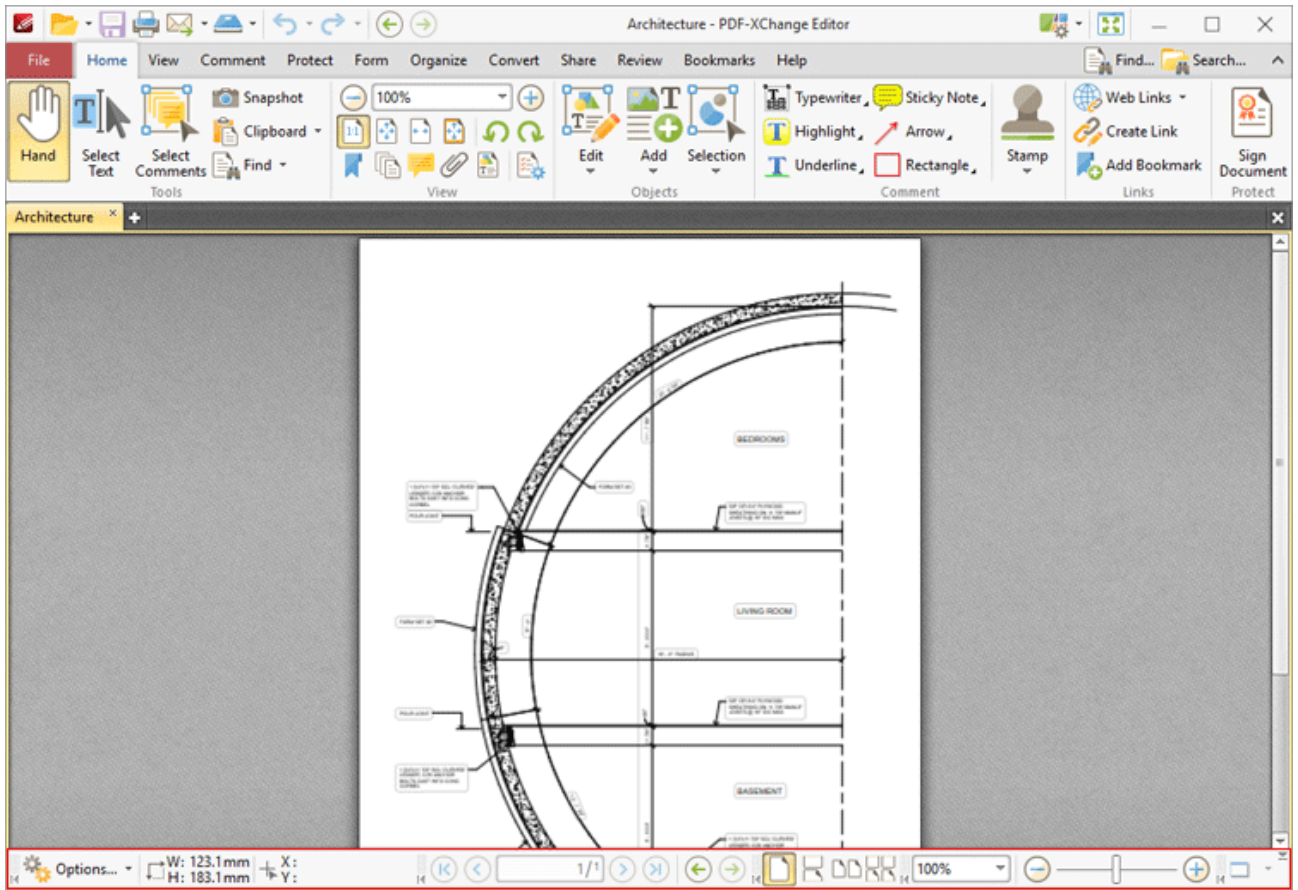 Architecture - PDF-XChange Editor
File Home View Comment Protect Form Organize Convert Share Review Bookmarks Help Find... Search...
Hand
Select Text
Select Comments
Snapshot
Clipboard
Find
Tools
100%
1:1
View
Edit
Add
Selection
Objects
Typewriter
Highlight
Underline
Sticky Note
Arrow
Rectangle
Stamp
Comment
Web Links
Create Link
Add Bookmark
Links
Sign Document
Protect
Architecture
BEDROOMS
LIVING ROOM
BASEMENT
Options...
W: 123.1mm
H: 183.1mm
X:
Y:
1/1
100%